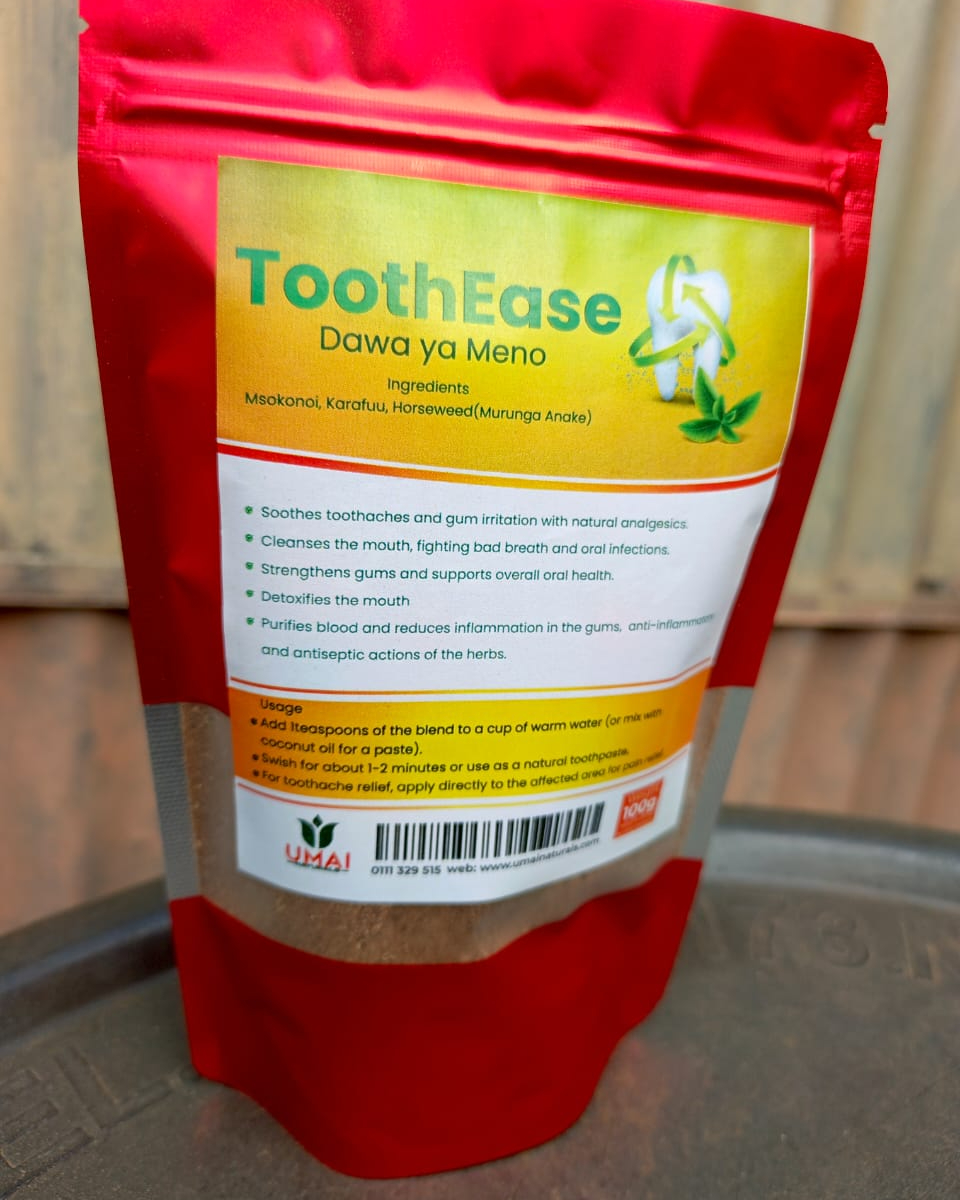 ToothEase
Dawa ya Meno
Ingredients
Msokonoi, Karafuu, Horseweed(Murunga Anake)
Soothes toothaches and gum irritation with natural analgesics.
Cleanses the mouth, fighting bad breath and oral infections.
Strengthens gums and supports overall oral health.
Detoxifies the mouth
Purifies blood and reduces inflammation in the gums, anti-inflammatory
and antiseptic actions of the herbs.
Usage
Add 1teaspoons of the blend to a cup of warm water (or mix with
coconut oil for a paste).
Swish for about 1-2 minutes or use as a natural toothpaste.
For toothache relief, apply directly to the affected area for pain relief
100g
UMAI
0111 329 515 web: www.umainaturals.com